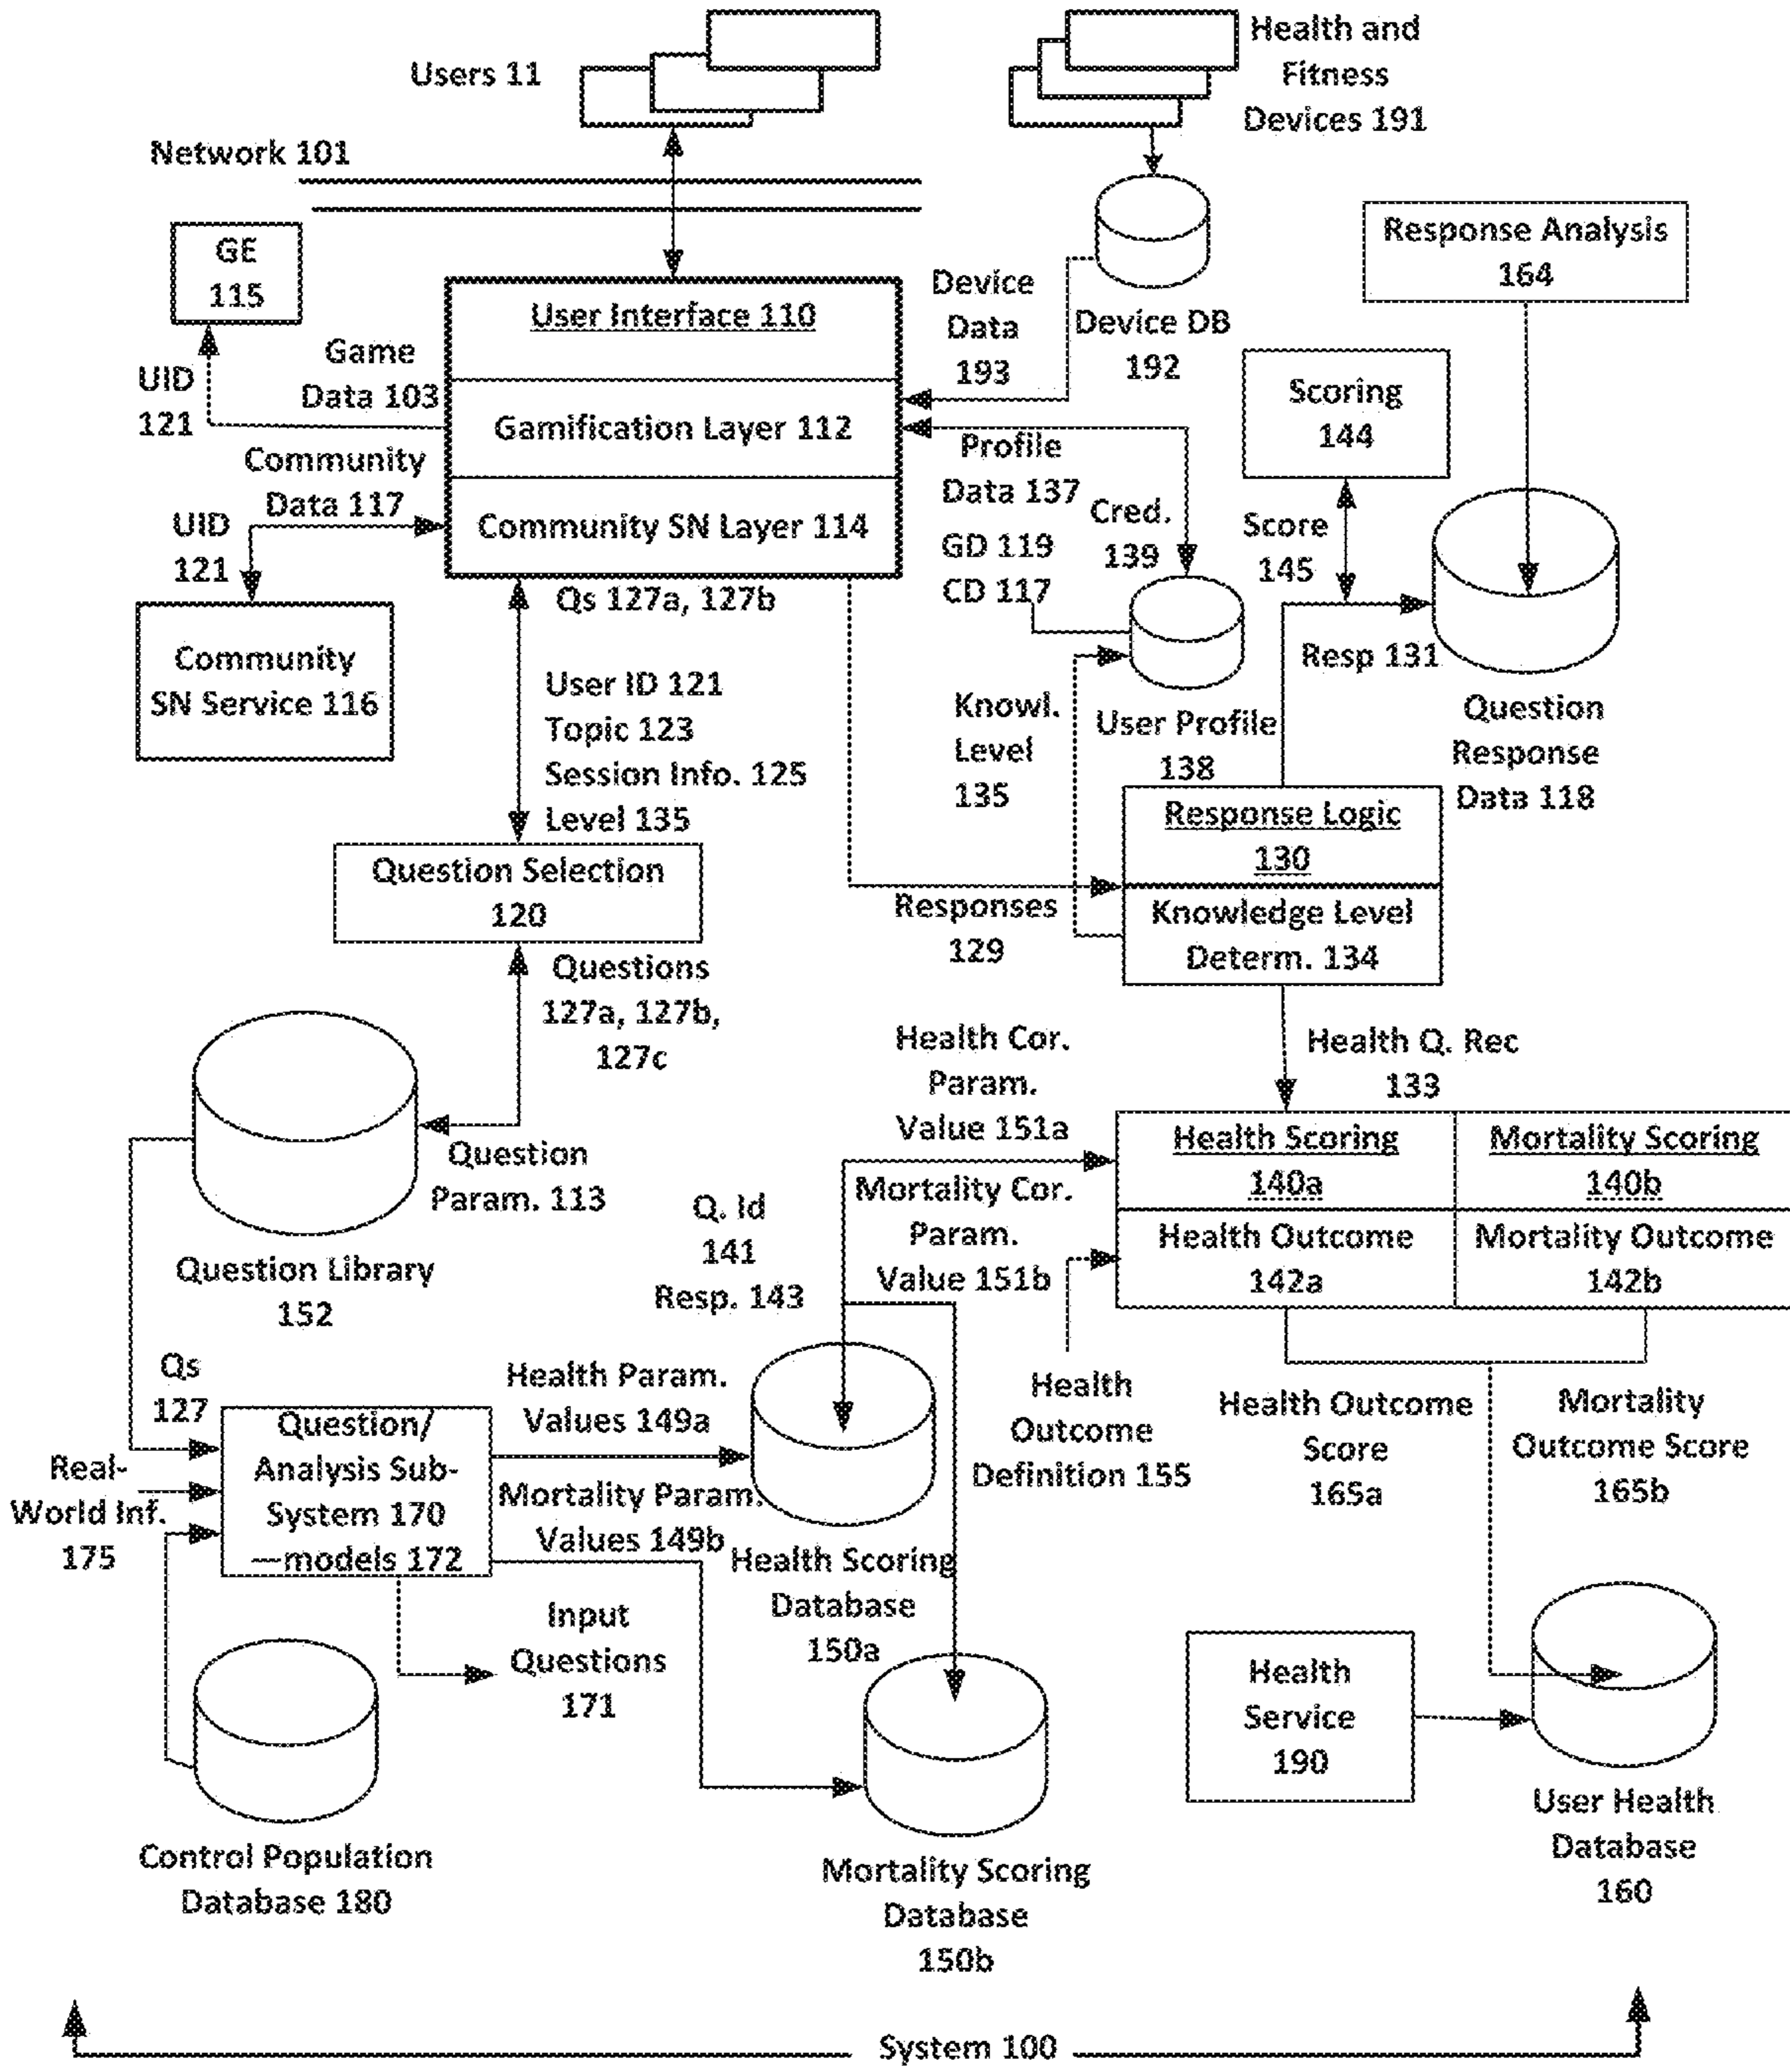 Users 11
Health and
Fitness
Devices 191
Network 101
GE
115
Response Analysis
164
User Interface 110
Device
Data
193
Device DB
192
Game
Data 103
UID
121
Scoring
144
Gamification Layer 112
Community
Data 117
Profile
Data 137
Cred.
139
GD 119
CD 117
UID
121
Community SN Layer 114
Score
145
Qs 127a, 127b
Community
SN Service 116
Resp 131
User ID 121
Topic 123
Session Info. 125
Level 135
Knowl.
Level
135
User Profile
138
Question
Response
Data 118
Response Logic
130
Question Selection
120
Responses
129
Knowledge Level
Determ. 134
Questions
127a, 127b,
127c
Health Cor.
Param.
Value 151a
Health Q. Rec
133
Question
Param. 113
Health Scoring
140a
Mortality Scoring
140b
Q. Id
141
Resp. 143
Mortality Cor.
Param.
Value 151b
Health Outcome
142a
Mortality Outcome
142b
Question Library
152
Qs
127
Health Param.
Values 149a
Health
Outcome
Definition 155
Health Outcome
Score
165a
Mortality
Outcome Score
165b
Question/
Analysis Sub-
System 170
—models 172
Real-
World Inf.
175
Mortality Param.
Values 149b
Health Scoring
Database
150a
Input
Questions
171
Health
Service
190
Control Population
Database 180
Mortality Scoring
Database
150b
User Health
Database
160
System 100